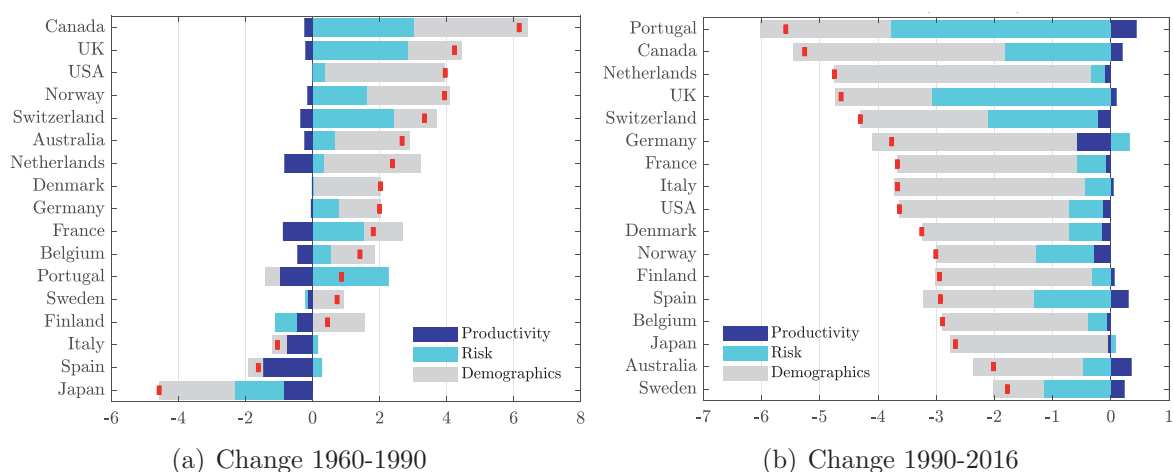 Canada
UK
USA
Norway
Switzerland
Australia
Netherlands
Denmark
Germany
France
Belgium
Portugal
Sweden
Finland
Italy
Spain
Japan
Productivity
Risk
Demographics
-6 -4 -2 0 2 4 6 8
(a) Change 1960-1990
Portugal
Canada
Netherlands
UK
Switzerland
Germany
France
Italy
USA
Denmark
Norway
Finland
Spain
Belgium
Japan
Australia
Sweden
Productivity
Risk
Demographics
-7 -6 -5 -4 -3 -2 -1 0 1
(b) Change 1990-2016